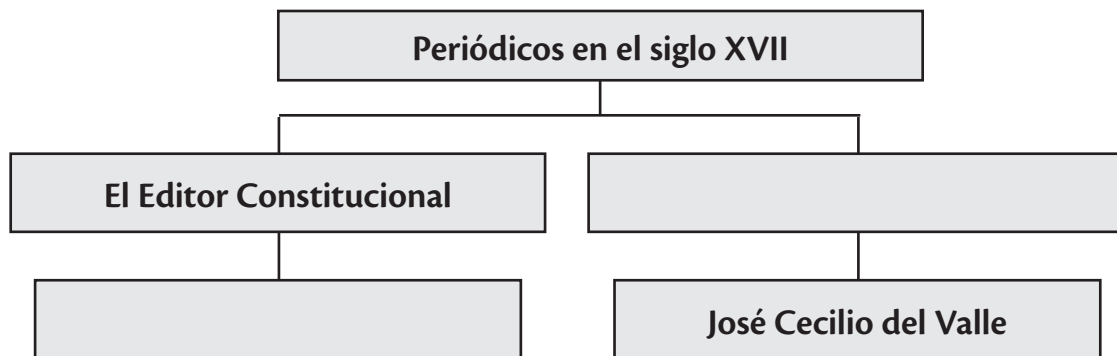 Periódicos en el siglo XVII
El Editor Constitucional
José Cecilio del Valle